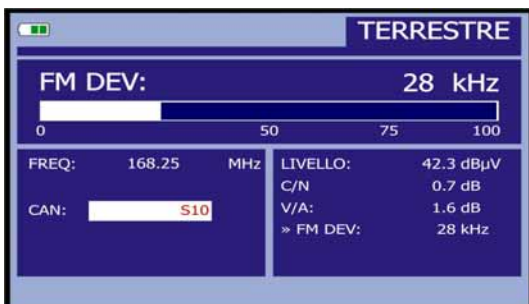 TERRESTRE
FM DEV: 28 kHz
0 50 75 100
FREQ: 168.25 MHz
CAN: S10
LIVELLO: 42.3 dBµV
C/N 0.7 dB
V/A: 1.6 dB
» FM DEV: 28 kHz